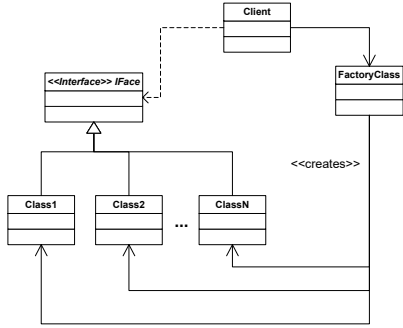 Client
<<Interface>> IFace
FactoryClass
<<creates>>
Class1
Class2
...
ClassN